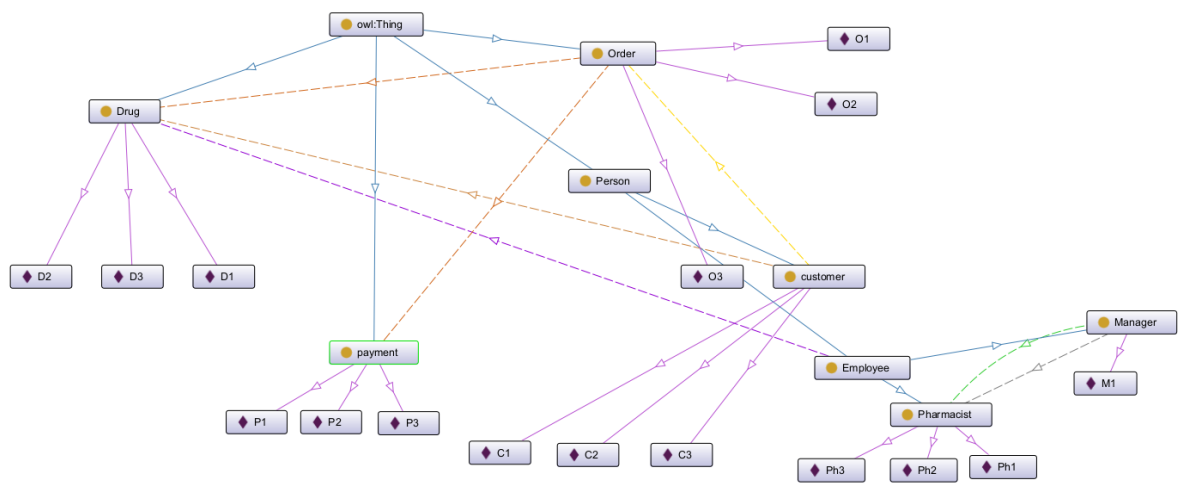 owl:Thing
O1
Order
O2
Drug
Person
D2
D3
D1
O3
customer
Manager
payment
Employee
M1
Pharmacist
P1
P2
P3
C1
C2
C3
Ph3
Ph2
Ph1